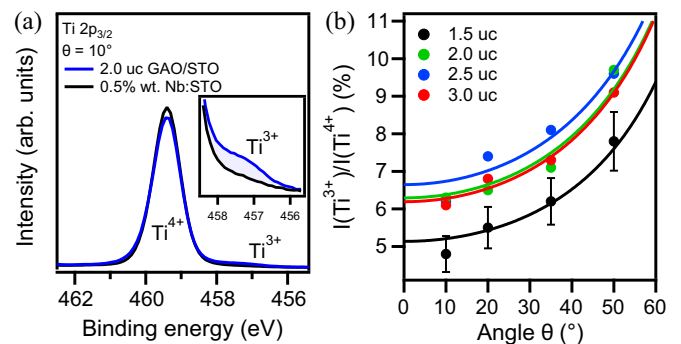 (a)
Ti 2p3/2
θ = 10°
2.0 uc GAO/STO
0.5% wt. Nb:STO
Ti3+
458 457 456
Ti4+
Ti3+
Intensity (arb. units)
462 460 458 456
Binding energy (eV)
(b)
11
10
9
8
7
6
5
1.5 uc
2.0 uc
2.5 uc
3.0 uc
I(Ti3+)/I(Ti4+) (%)
0 10 20 30 40 50 60
Angle θ (°)